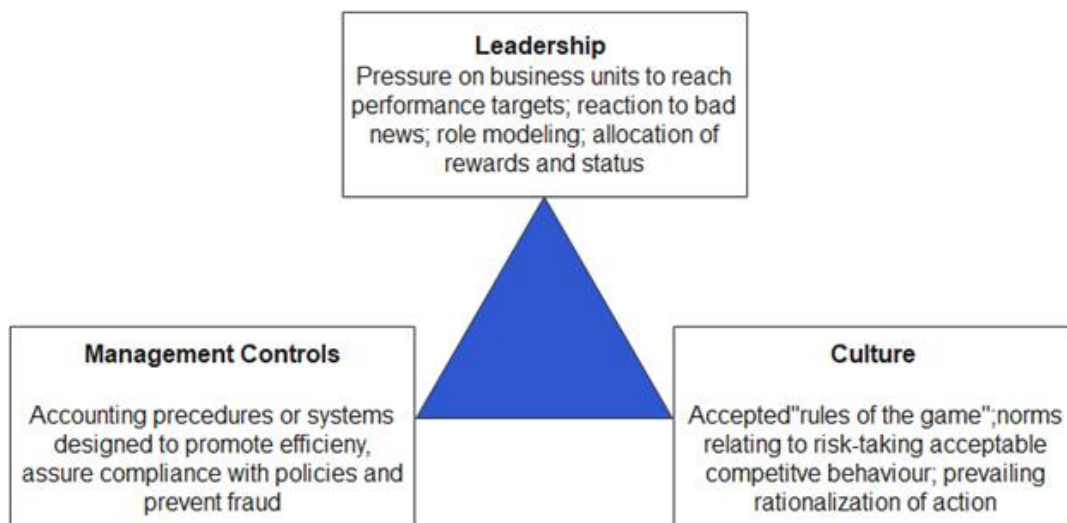 Leadership
Pressure on business units to reach
performance targets; reaction to bad
news; role modeling; allocation of
rewards and status
Management Controls
Accounting precedures or systems
designed to promote efficieny,
assure compliance with policies and
prevent fraud
Culture
Accepted"rules of the game";norms
relating to risk-taking acceptable
competitve behaviour; prevailing
rationalization of action